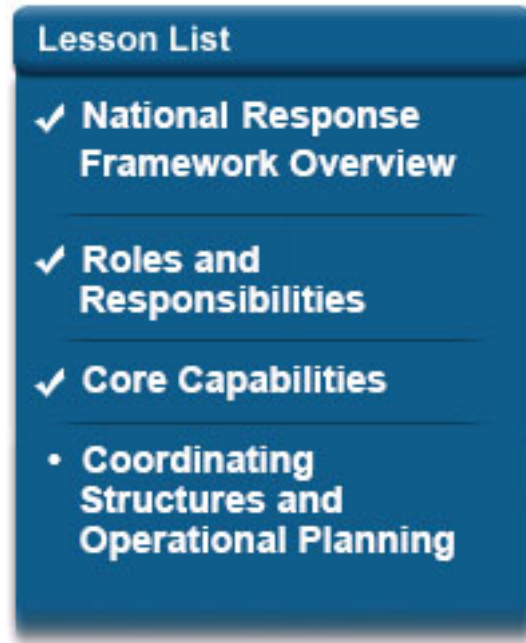 Lesson List
✓ National Response
Framework Overview
✓ Roles and
Responsibilities
✓ Core Capabilities
• Coordinating
Structures and
Operational Planning